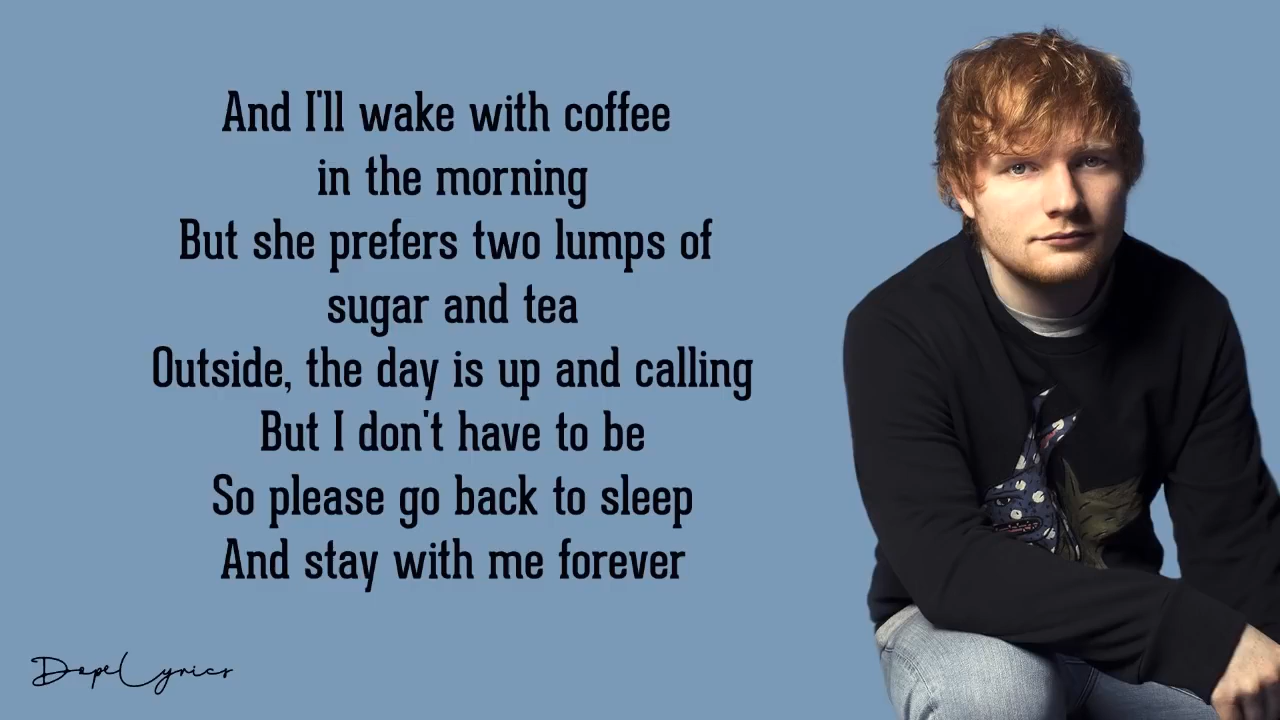 And I'll wake with coffee
in the morning
But she prefers two lumps of
sugar and tea
Outside, the day is up and calling
But I don't have to be
So please go back to sleep
And stay with me forever
DopeLyrics